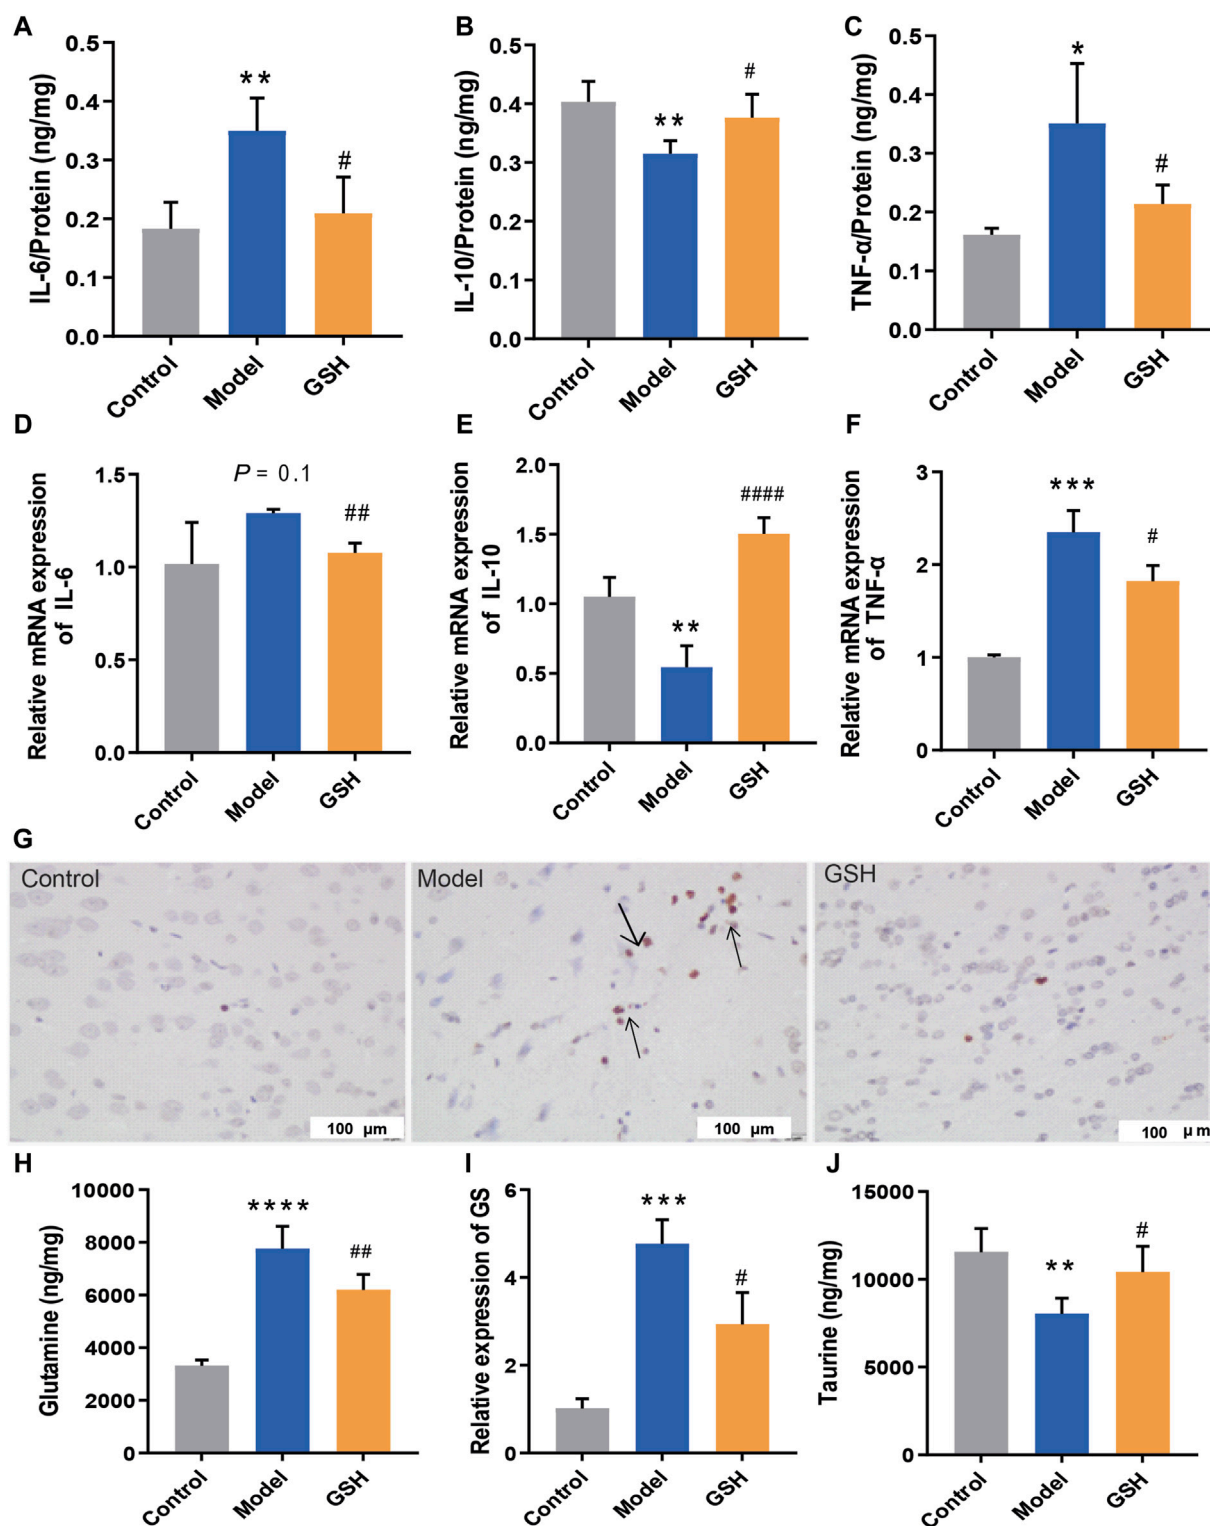 A
IL-6/Protein (ng/mg)
0.5
0.4
0.3
0.2
0.1
0.0
**
#
Control
Model
GSH
B
IL-10/Protein (ng/mg)
0.5
0.4
0.3
0.2
0.1
0.0
**
#
Control
Model
GSH
C
TNF-α/Protein (ng/mg)
0.5
0.4
0.3
0.2
0.1
0.0
*
#
Control
Model
GSH
D
Relative mRNA expression
of IL-6
1.5
1.0
0.5
0.0
P = 0.1
##
Control
Model
GSH
E
Relative mRNA expression
of IL-10
2.0
1.5
1.0
0.5
0.0
**
####
Control
Model
GSH
F
Relative mRNA expression
of TNF-α
3
2
1
0
***
#
Control
Model
GSH
G
Control
100 μm
Model
100 μm
GSH
100 μm
H
Glutamine (ng/mg)
10000
8000
6000
4000
2000
0
****
##
Control
Model
GSH
I
Relative expression of GS
6
4
2
0
***
#
Control
Model
GSH
J
Taurine (ng/mg)
15000
10000
5000
0
**
#
Control
Model
GSH